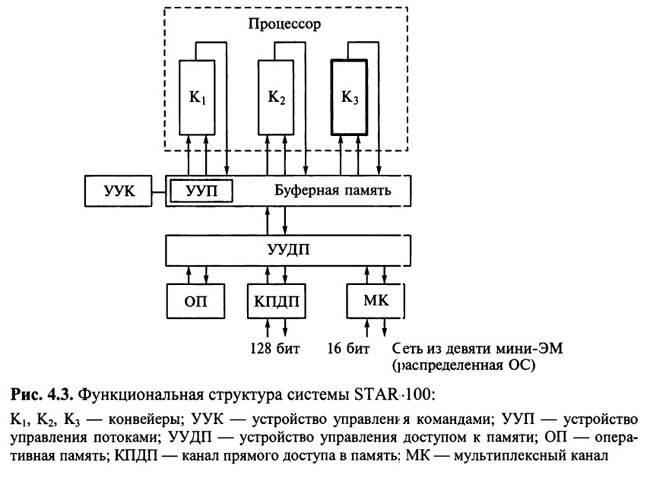 Процессор
K₁ K₂ K₃
УУК УУП Буферная память
УУДП
ОП КПДП МК
128 бит 16 бит Сеть из девяти мини-ЭМ
(распределенная ОС)
Рис. 4.3. Функциональная структура системы STAR-100:
K₁, K₂, K₃ — конвейеры; УУК — устройство управления командами; УУП — устройство
управления потоками; УУДП — устройство управления доступом к памяти; ОП — опера-
тивная память; КПДП — канал прямого доступа в память; МК — мультиплексный канал